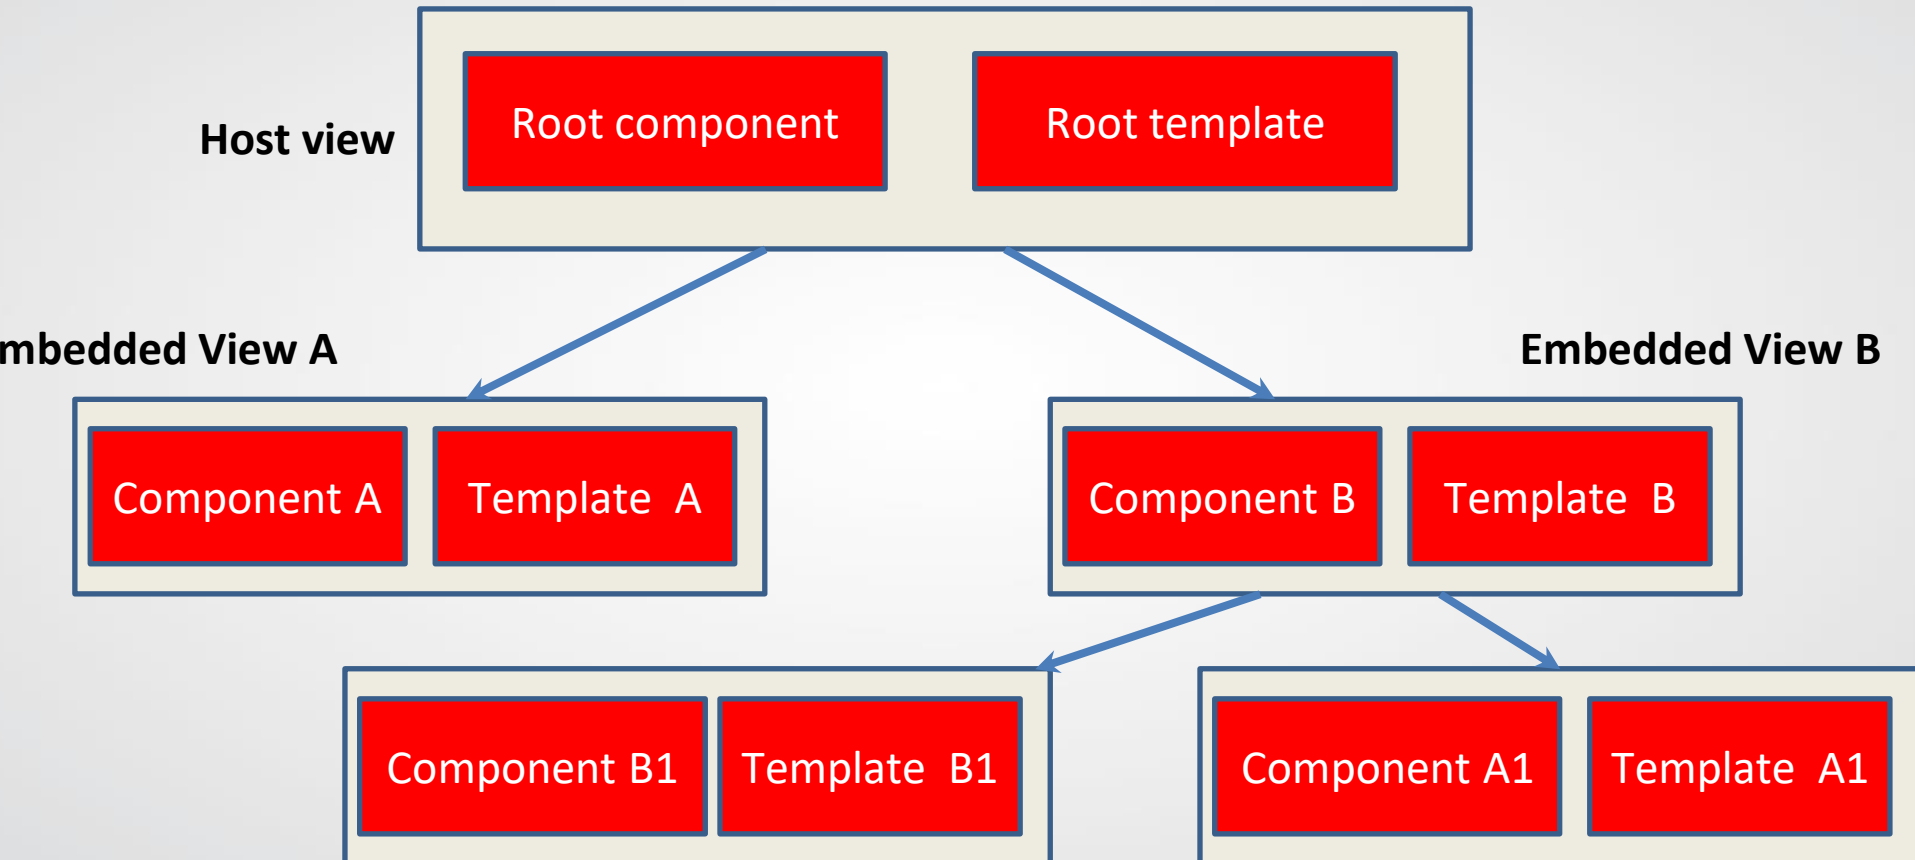 Root component
Root template
Host view
mbedded View A
Embedded View B
Component A
Template  A
Component B
Template  B
Component B1
Template  B1
Component A1
Template  A1